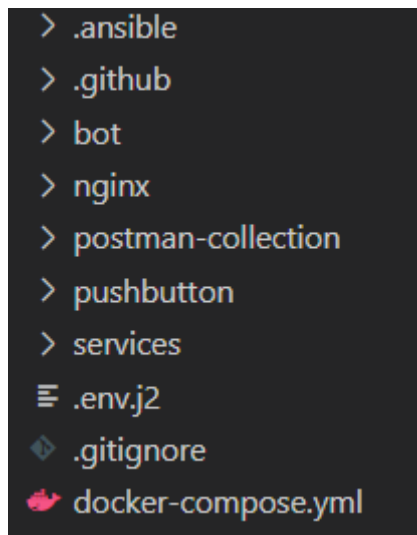 .ansible
.github
bot
nginx
postman-collection
pushbutton
services
.env.j2
.gitignore
docker-compose.yml